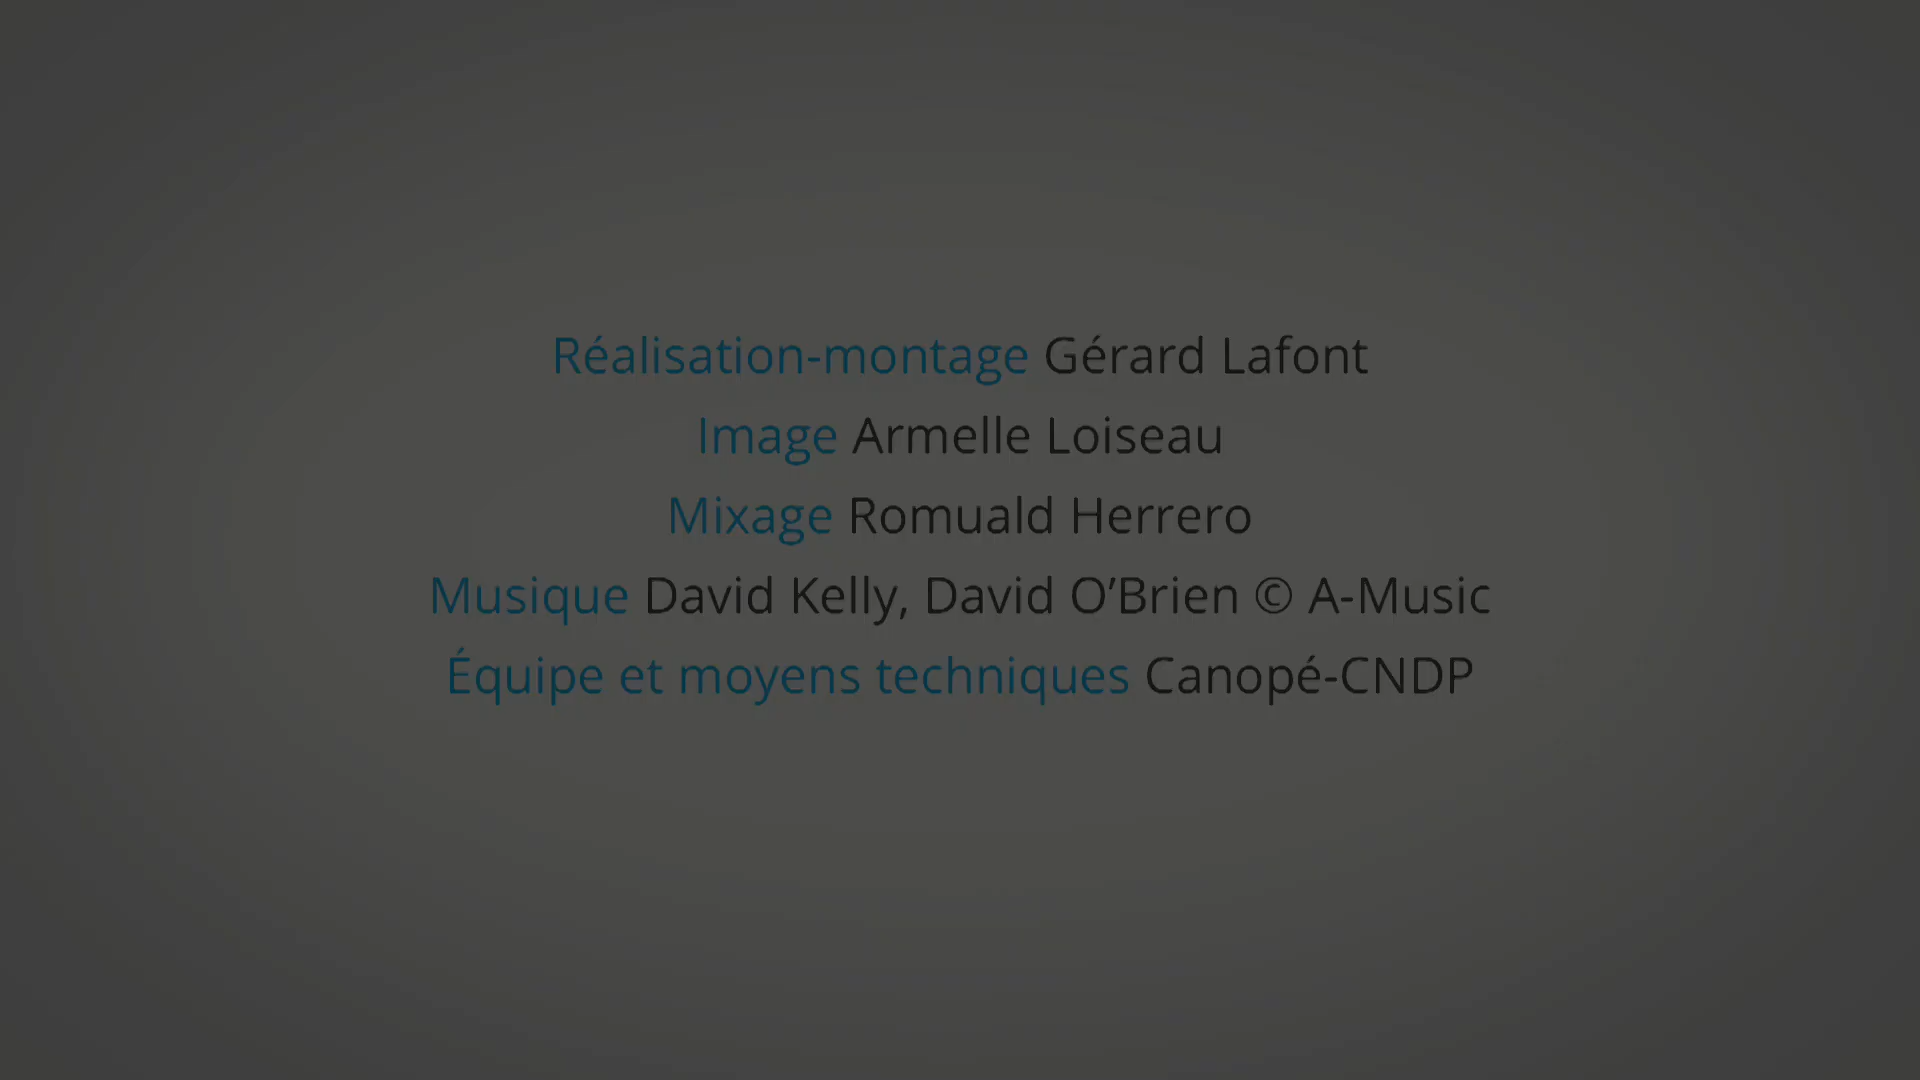 Réalisation-montage Gérard Lafont
Image Armelle Loiseau
Mixage Romuald Herrero
Musique David Kelly, David O’Brien © A-Music
Équipe et moyens techniques Canopé-CNDP